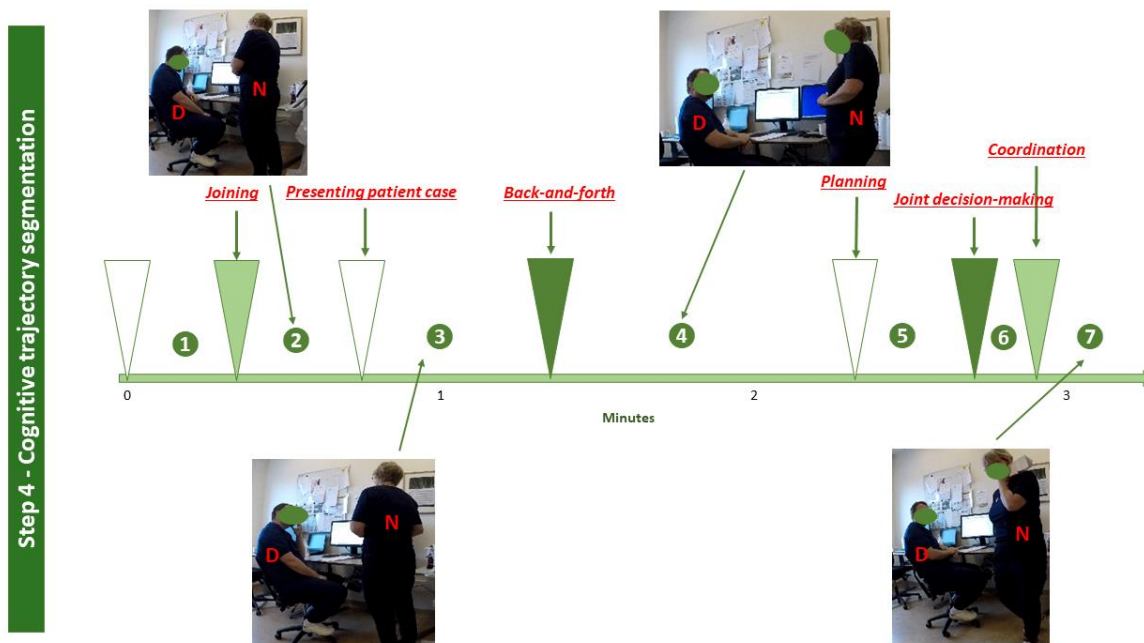 Step 4 - Cognitive trajectory segmentation
D
N
D
N
Joining
Presenting patient case
Back-and-forth
Planning
Joint decision-making
Coordination
1
2
3
4
5
6
7
0
1
2
3
Minutes
D
N
D
N